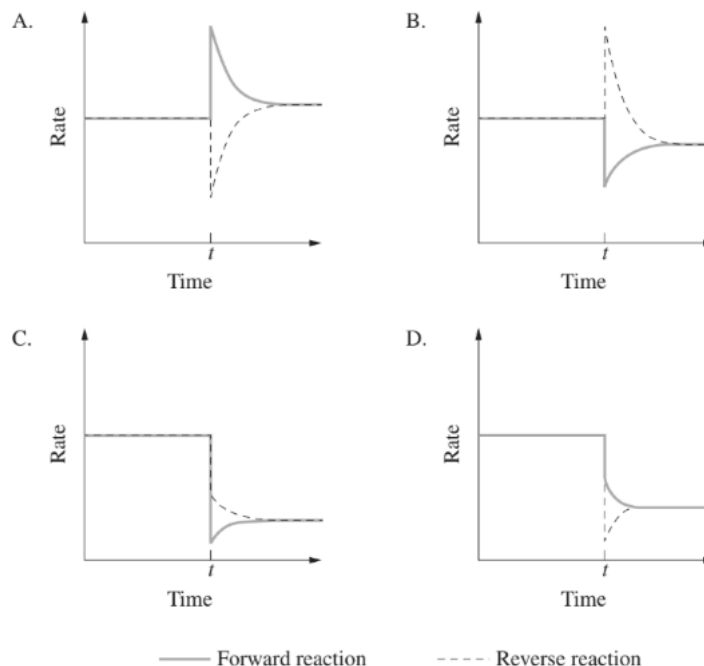 A.
B.
Rate
Rate
t
t
Time
Time
C.
D.
Rate
Rate
t
t
Time
Time
Forward reaction
Reverse reaction